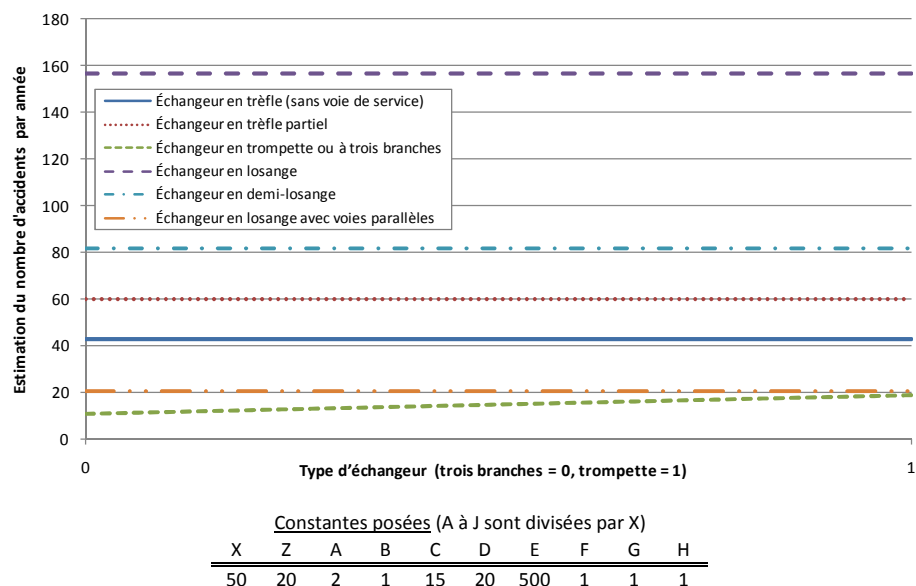 180
160
140
120
100
80
60
40
20
0
Estimation du nombre d'accidents par année
Échangeur en trèfle (sans voie de service)
Échangeur en trèfle partiel
Échangeur en trompette ou à trois branches
Échangeur en losange
Échangeur en demi-losange
Échangeur en losange avec voies parallèles
0 1
Type d'échangeur (trois branches = 0, trompette = 1)
Constantes posées (A à J sont divisées par X)
X Z A B C D E F G H
50 20 2 1 15 20 500 1 1 1